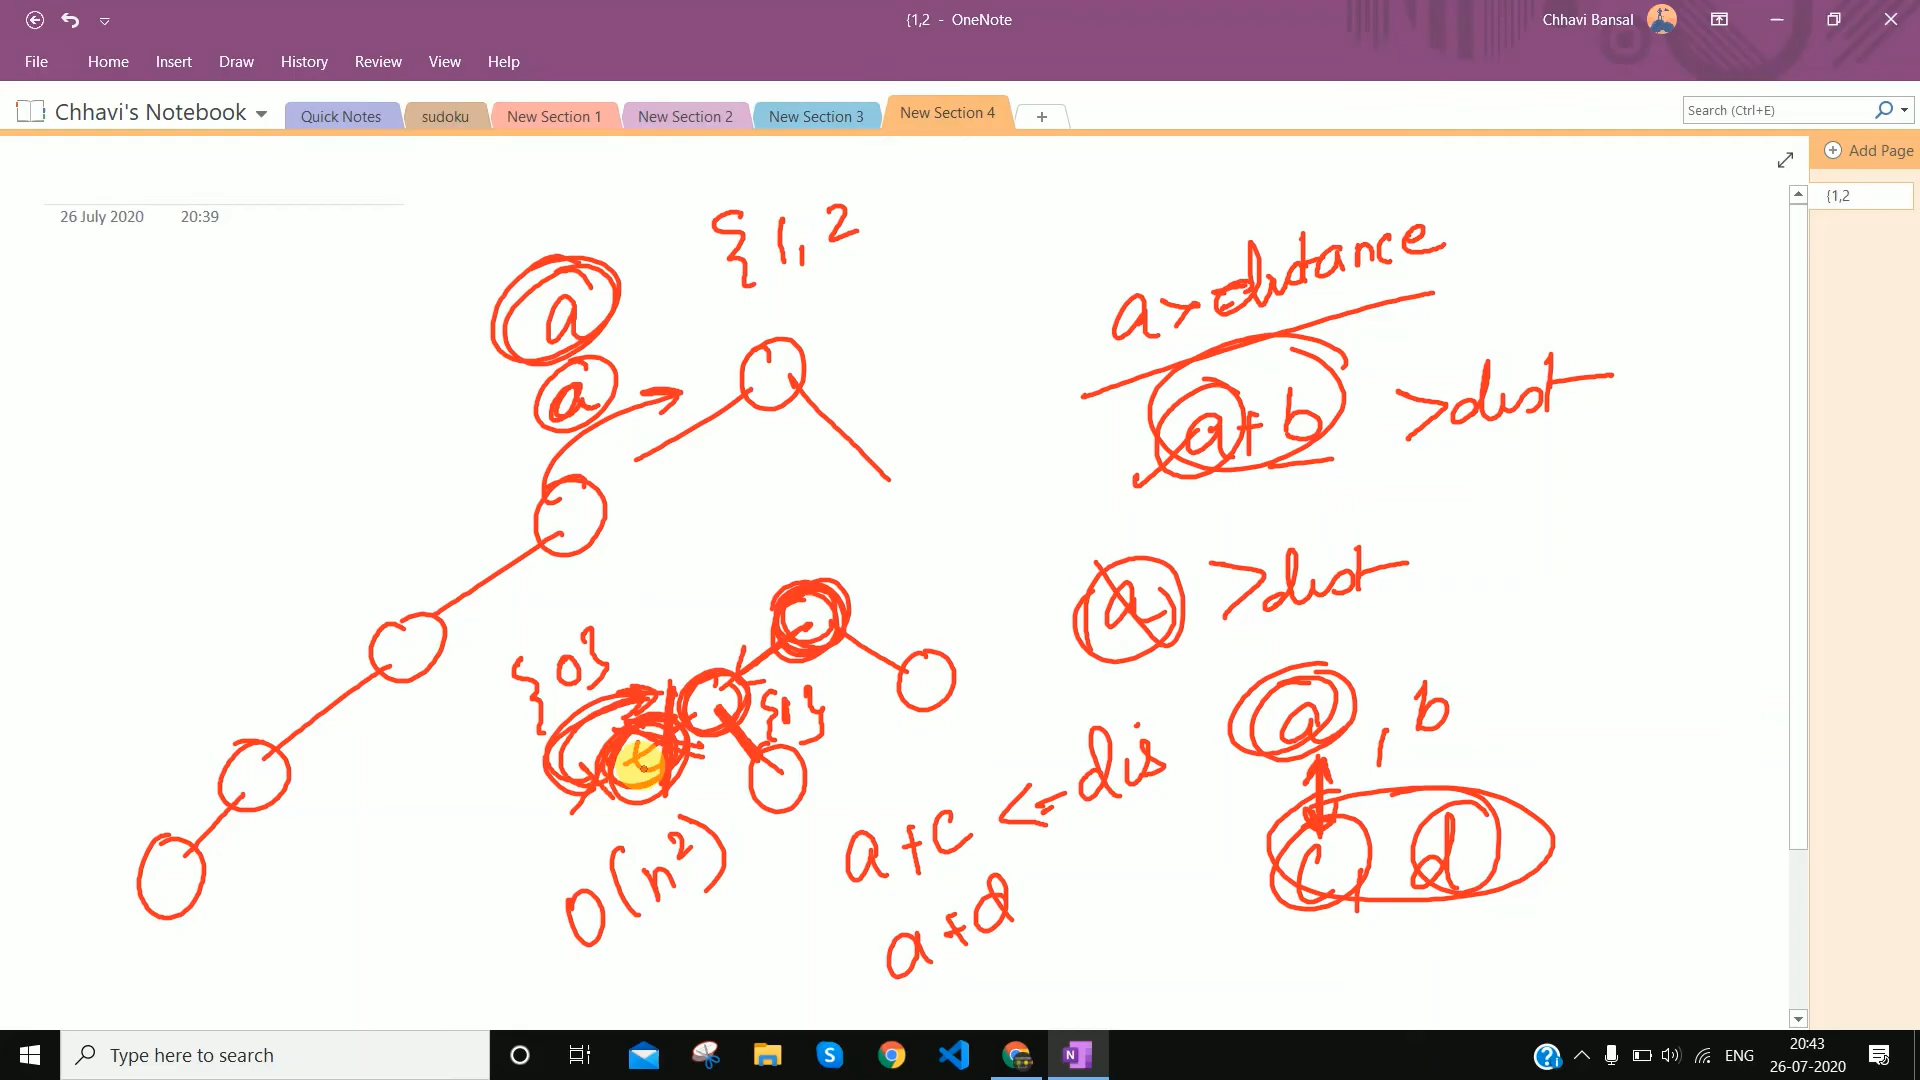 {1,2 - OneNote
Chhavi Bansal
File Home Insert Draw History Review View Help
Chhavi's Notebook
Quick Notes
sudoku
New Section 1
New Section 2
New Section 3
New Section 4
+
Search (Ctrl+E)
Add Page
{1,2
26 July 2020 20:39
{ 1, 2
a
a
a > distance
a + b > dist
a > dist
{0}
{1}
a, b
c, d
a + c <= dis
a + d
O(n²)
Type here to search
ENG
20:43
26-07-2020